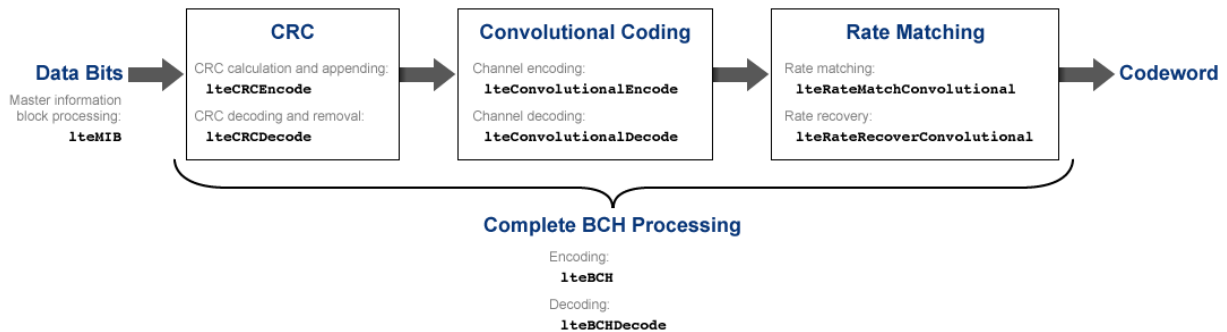 Data Bits
Master information
block processing:
lteMIB
CRC
CRC calculation and appending:
lteCRCEncode
CRC decoding and removal:
lteCRCDecode
Convolutional Coding
Channel encoding:
lteConvolutionalEncode
Channel decoding:
lteConvolutionalDecode
Rate Matching
Rate matching:
lteRateMatchConvolutional
Rate recovery:
lteRateRecoverConvolutional
Codeword
Complete BCH Processing
Encoding:
lteBCH
Decoding:
lteBCHDecode